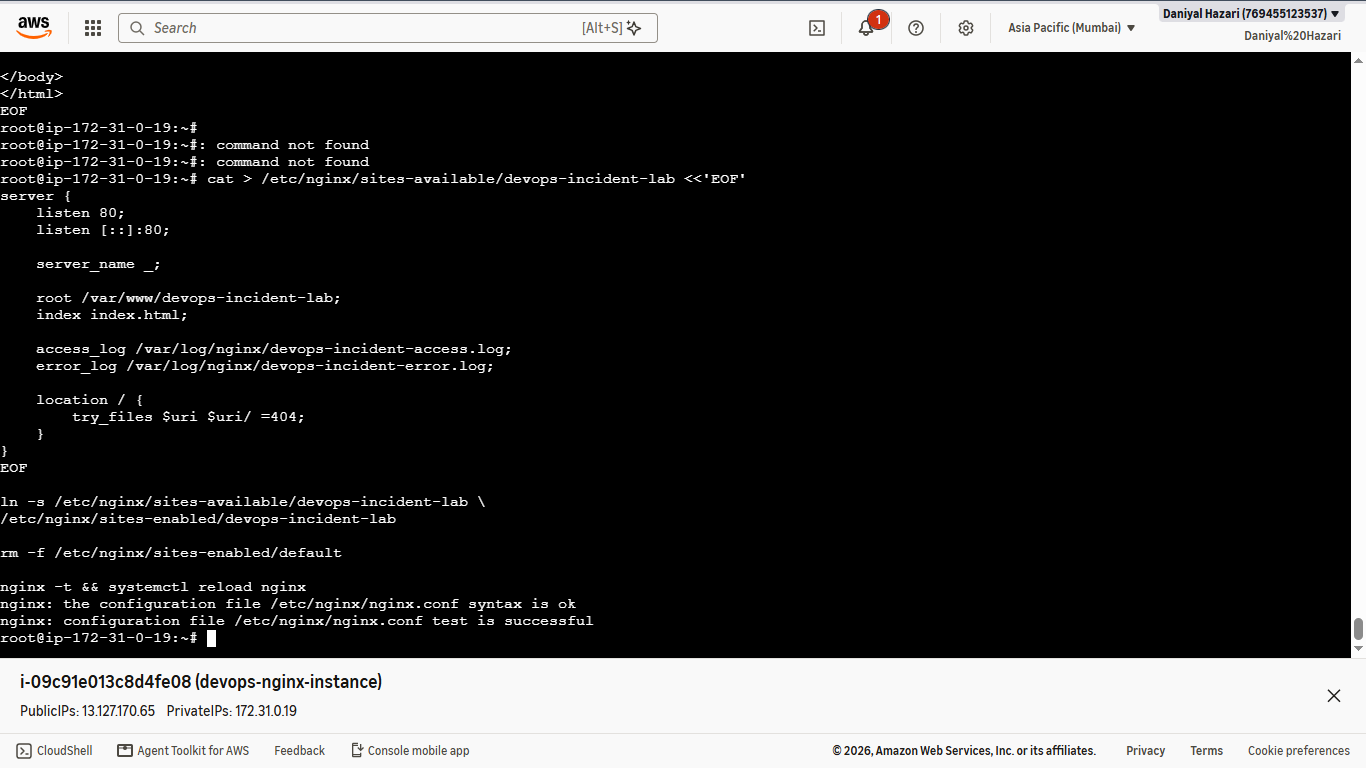 aws
Search
[Alt+S]
1
Asia Pacific (Mumbai)
Daniyal Hazari (769455123537)
Daniyal%20Hazari
</body>
</html>
EOF
root@ip-172-31-0-19:~#
root@ip-172-31-0-19:~#: command not found
root@ip-172-31-0-19:~#: command not found
root@ip-172-31-0-19:~# cat > /etc/nginx/sites-available/devops-incident-lab <<'EOF'
server {
    listen 80;
    listen [::]:80;

    server_name _;

    root /var/www/devops-incident-lab;
    index index.html;

    access_log /var/log/nginx/devops-incident-access.log;
    error_log /var/log/nginx/devops-incident-error.log;

    location / {
        try_files $uri $uri/ =404;
    }
}
EOF

ln -s /etc/nginx/sites-available/devops-incident-lab \
/etc/nginx/sites-enabled/devops-incident-lab

rm -f /etc/nginx/sites-enabled/default

nginx -t && systemctl reload nginx
nginx: the configuration file /etc/nginx/nginx.conf syntax is ok
nginx: configuration file /etc/nginx/nginx.conf test is successful
root@ip-172-31-0-19:~#
i-09c91e013c8d4fe08 (devops-nginx-instance)
PublicIPs: 13.127.170.65 PrivateIPs: 172.31.0.19
CloudShell Agent Toolkit for AWS Feedback Console mobile app © 2026, Amazon Web Services, Inc. or its affiliates. Privacy Terms Cookie preferences